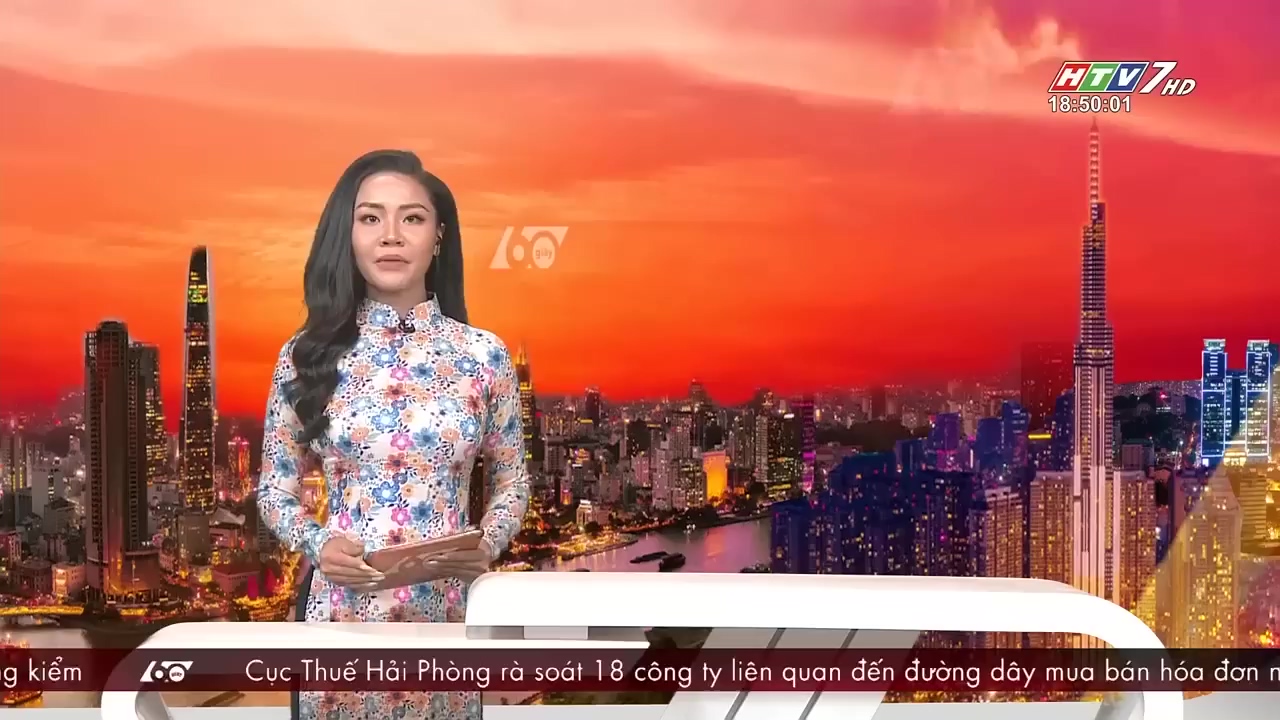 HTV7 HD
18:50:01
60 giây
ng kiểm 60 giây Cục Thuế Hải Phòng rà soát 18 công ty liên quan đến đường dây mua bán hóa đơn